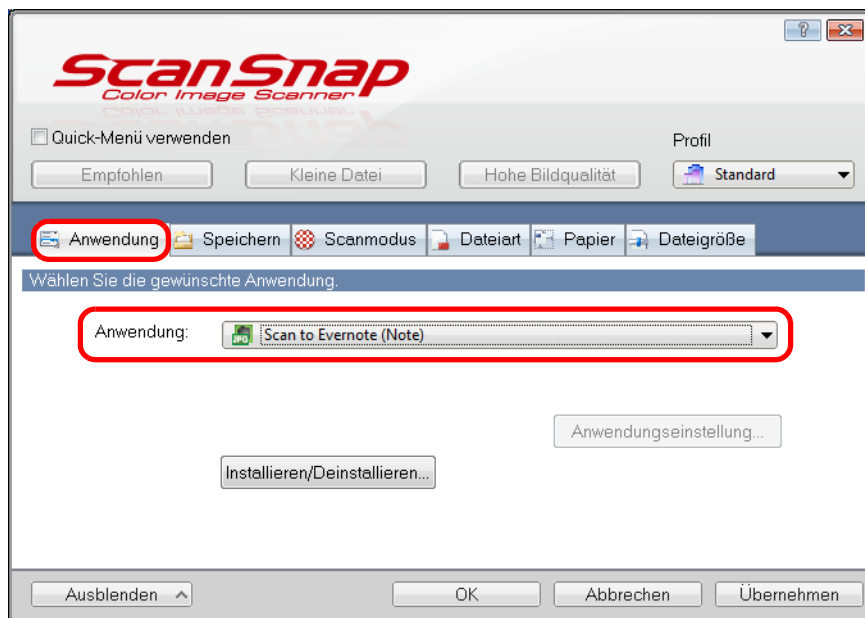 ScanSnap
Color Image Scanner
Quick-Menü verwenden
Profil
Empfohlen Kleine Datei Hohe Bildqualität Standard
Anwendung Speichern Scanmodus Dateiart Papier Dateigröße
Wählen Sie die gewünschte Anwendung.
Anwendung: JPG Scan to Evernote (Note)
Anwendungseinstellung...
Installieren/Deinstallieren...
Ausblenden OK Abbrechen Übernehmen